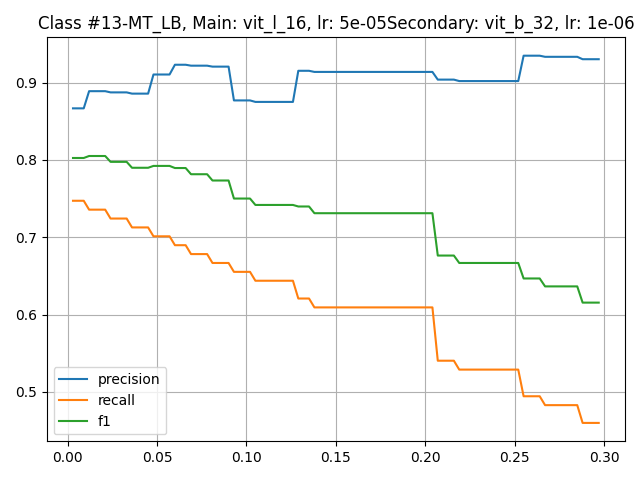 Class #13-MT_LB, Main: vit_l_16, lr: 5e-05Secondary: vit_b_32, lr: 1e-06
0.9
0.8
0.7
0.6
0.5
precision
recall
f1
0.00 0.05 0.10 0.15 0.20 0.25 0.30